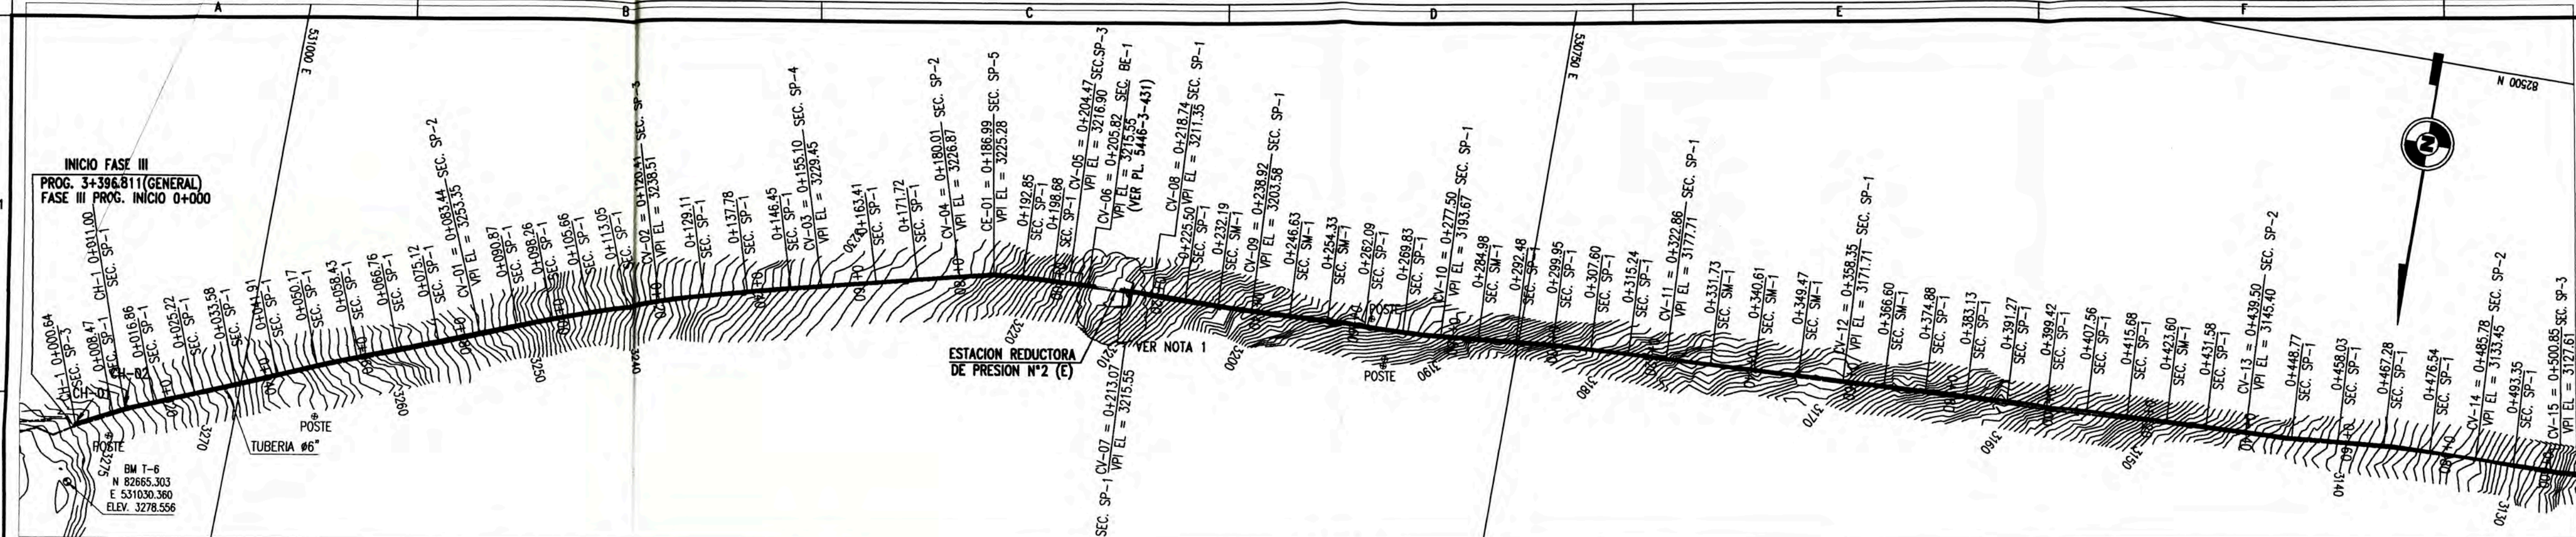 A
B
C
D
E
F
1
531000 E
530750 E
82500 N
N
INICIO FASE III
PROG. 3+396.811(GENERAL)
FASE III PROG. INICIO 0+000
CH-1 0+000.64
SEC. SP-3
0+008.47
SEC. SP-1
CH-1 0+011.00
SEC. SP-1
0+016.86
SEC. SP-1
0+025.22
SEC. SP-1
0+033.58
SEC. SP-1
0+041.91
SEC. SP-1
0+050.17
SEC. SP-1
0+058.43
SEC. SP-1
0+066.76
SEC. SP-1
0+075.12
SEC. SP-1
CV-01 = 0+083.44 SEC. SP-2
VPI EL = 3253.35
0+090.87
SEC. SP-1
0+098.26
SEC. SP-1
0+105.66
SEC. SP-1
0+113.05
SEC. SP-1
CV-02 = 0+120.41 SEC. SP-3
VPI EL = 3238.51
0+129.11
SEC. SP-1
0+137.78
SEC. SP-1
0+146.45
SEC. SP-1
CV-03 = 0+155.10 SEC. SP-4
VPI EL = 3229.45
0+163.41
SEC. SP-1
0+171.72
SEC. SP-1
CV-04 = 0+180.01 SEC. SP-2
VPI EL = 3226.87
CE-01 = 0+186.99 SEC. SP-5
VPI EL = 3225.28
0+192.85
SEC. SP-1
0+198.68
SEC. SP-1
CV-05 = 0+204.47 SEC.SP-3
VPI EL = 3216.90
CV-06 = 0+205.82 SEC. BE-1
VPI EL = 3215.55
(VER PL. 5446-3-431)
SEC. SP-1 CV-07 = 0+213.07
VPI EL = 3215.55
CV-08 = 0+218.74 SEC. SP-1
VPI EL = 3211.35
0+225.50
SEC. SP-1
0+232.19
SEC. SM-1
CV-09 = 0+238.92 SEC. SP-1
VPI EL = 3203.58
0+246.63
SEC. SM-1
0+254.33
SEC. SM-1
0+262.09
SEC. SP-1
0+269.83
SEC. SP-1
CV-10 = 0+277.50 SEC. SP-1
VPI EL = 3193.67
0+284.98
SEC. SM-1
0+292.48
SEC. SP-1
0+299.95
SEC. SP-1
0+307.60
SEC. SP-1
0+315.24
SEC. SP-1
CV-11 = 0+322.86 SEC. SP-1
VPI EL = 3177.71
0+331.73
SEC. SM-1
0+340.61
SEC. SM-1
0+349.47
SEC. SM-1
CV-12 = 0+358.35 SEC. SP-1
VPI EL = 3171.71
0+366.60
SEC. SM-1
0+374.88
SEC. SP-1
0+383.13
SEC. SP-1
0+391.27
SEC. SP-1
0+399.42
SEC. SP-1
0+407.56
SEC. SP-1
0+415.68
SEC. SP-1
0+423.60
SEC. SM-1
0+431.58
SEC. SP-1
CV-13 = 0+439.50 SEC. SP-2
VPI EL = 3145.40
0+448.77
SEC. SP-1
0+458.03
SEC. SP-1
0+467.28
SEC. SP-1
0+476.54
SEC. SP-1
CV-14 = 0+485.78 SEC. SP-2
VPI EL = 3133.45
0+493.35
SEC. SP-1
CV-15 = 0+500.85 SEC. SP-3
VPI EL = 3127.61
CH-01
CH-02
POSTE
3275
3270
POSTE
3260
TUBERIA ø6"
BM T-6
N 82665.303
E 531030.360
ELEV. 3278.556
3250
3240
3230
3220
3210
ESTACION REDUCTORA
DE PRESION N°2 (E)
VER NOTA 1
3200
POSTE
POSTE
3190
3180
3170
3160
3150
3140
3130